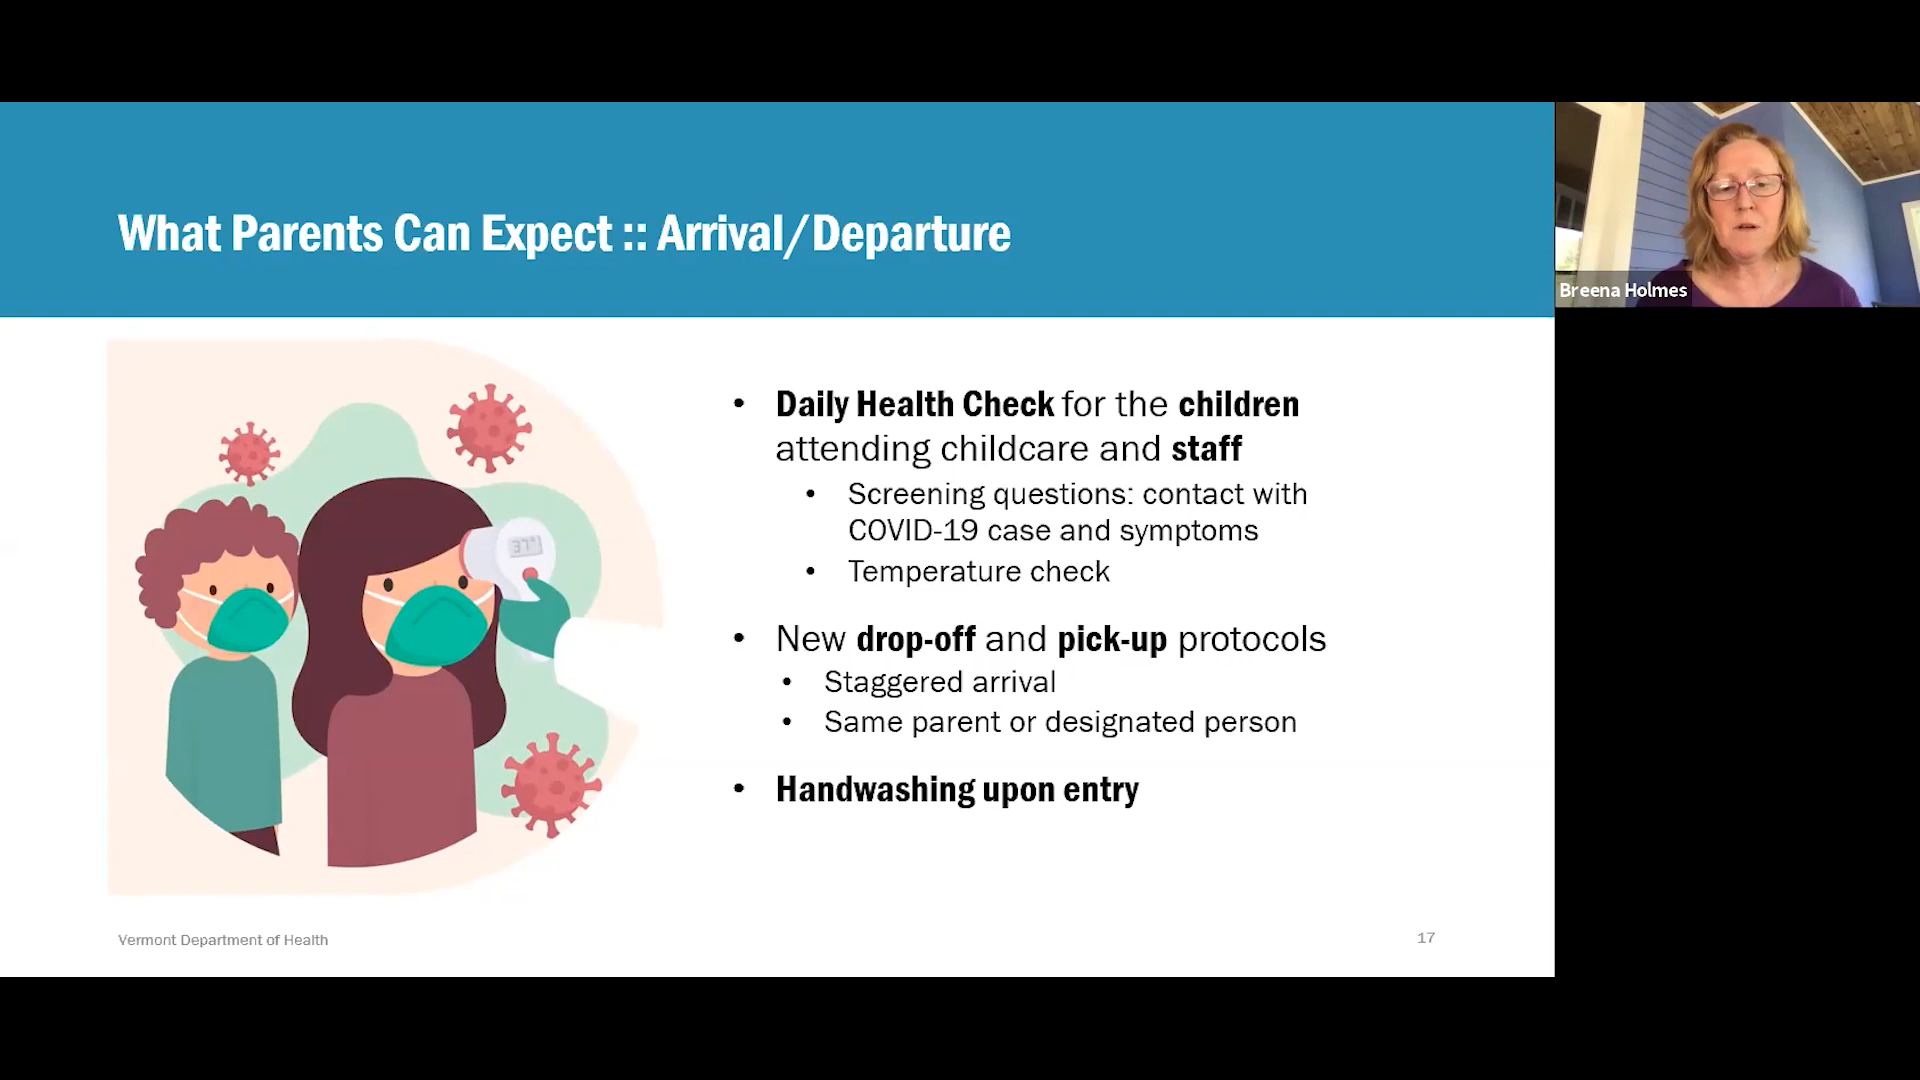 What Parents Can Expect :: Arrival/Departure
Breena Holmes
37°
• Daily Health Check for the children
attending childcare and staff
• Screening questions: contact with
COVID-19 case and symptoms
• Temperature check
• New drop-off and pick-up protocols
• Staggered arrival
• Same parent or designated person
• Handwashing upon entry
Vermont Department of Health
17